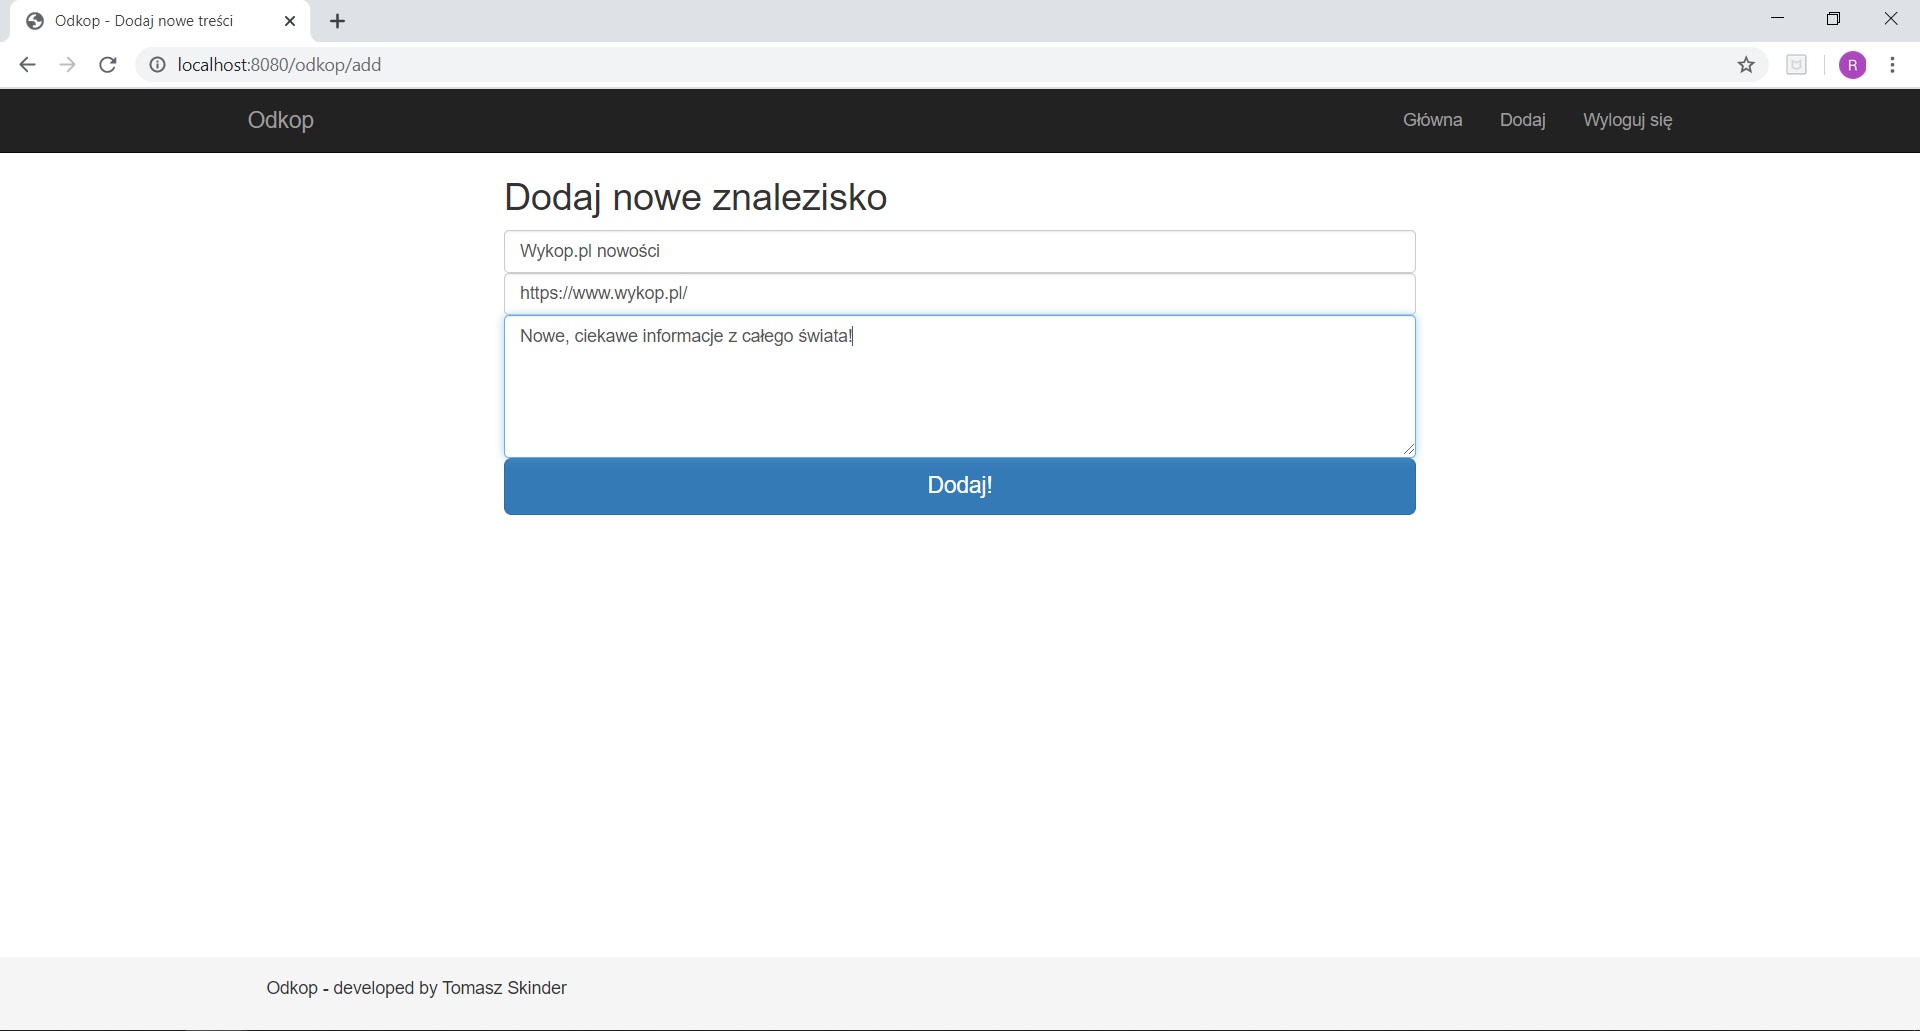 Odkop - Dodaj nowe treści
localhost:8080/odkop/add
R
Odkop
Główna
Dodaj
Wyloguj się
Dodaj nowe znalezisko
Wykop.pl nowości
https://www.wykop.pl/
Nowe, ciekawe informacje z całego świata!
Dodaj!
Odkop - developed by Tomasz Skinder